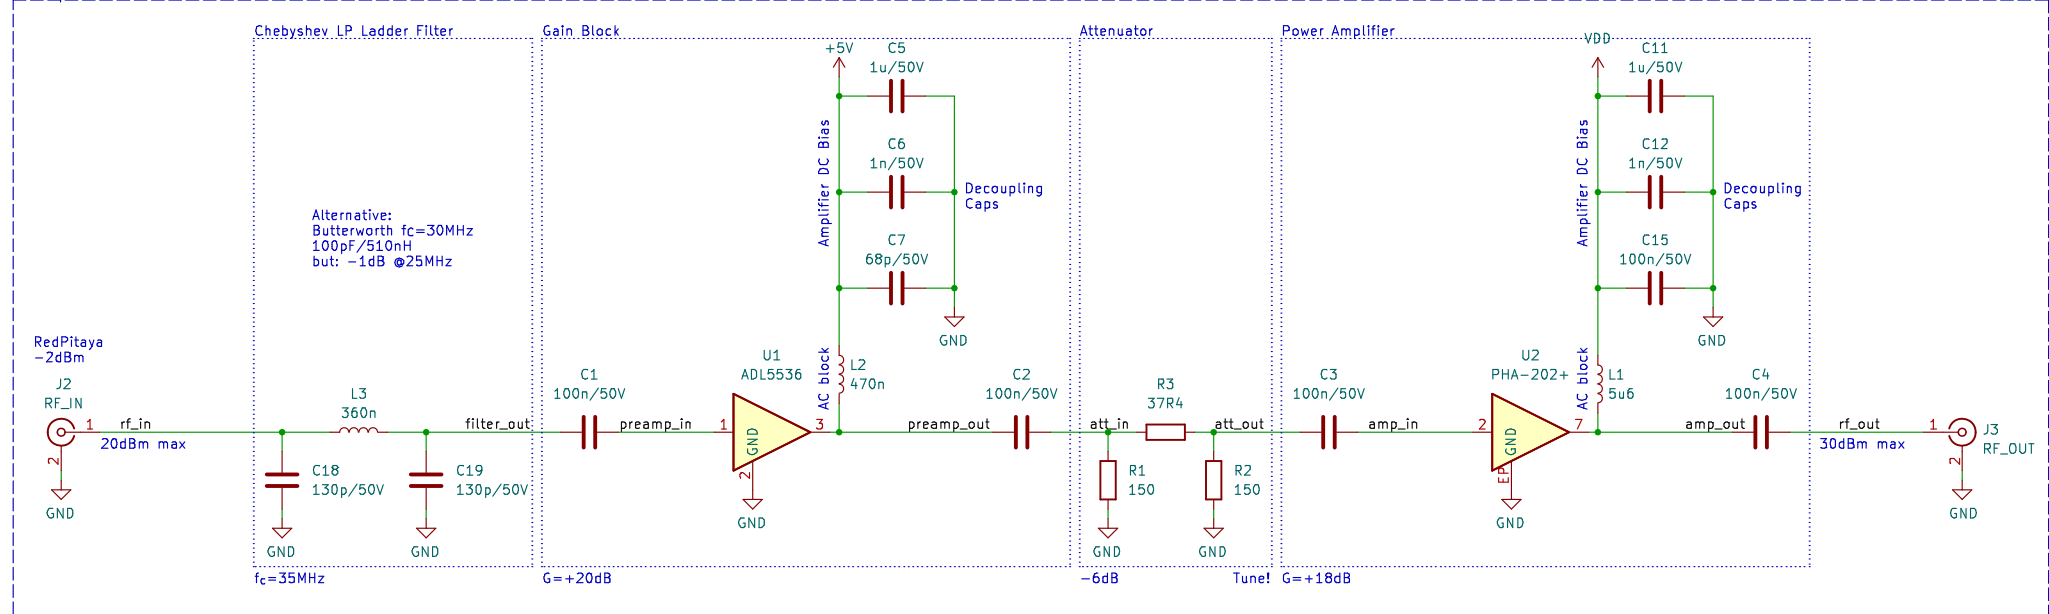 Chebyshev LP Ladder Filter
Alternative:
Butterworth fc=30MHz
100pF/510nH
but: -1dB @25MHz
RedPitaya
-2dBm
J2
RF_IN
1
2
GND
rf_in
20dBm max
L3
360n
C18
130p/50V
GND
C19
130p/50V
GND
filter_out
fc=35MHz
Gain Block
+5V
C5
1u/50V
C6
1n/50V
C7
68p/50V
Amplifier DC Bias
Decoupling
Caps
GND
AC block
L2
470n
C1
100n/50V
preamp_in
U1
ADL5536
1
GND
3
2
GND
preamp_out
C2
100n/50V
G=+20dB
Attenuator
att_in
R3
37R4
att_out
R1
150
GND
R2
150
GND
-6dB
Tune!
Power Amplifier
VDD
C11
1u/50V
C12
1n/50V
C15
100n/50V
Amplifier DC Bias
Decoupling
Caps
GND
AC block
L1
5u6
C3
100n/50V
amp_in
U2
PHA-202+
2
GND
7
EP
GND
amp_out
C4
100n/50V
G=+18dB
rf_out
30dBm max
1
J3
RF_OUT
2
GND